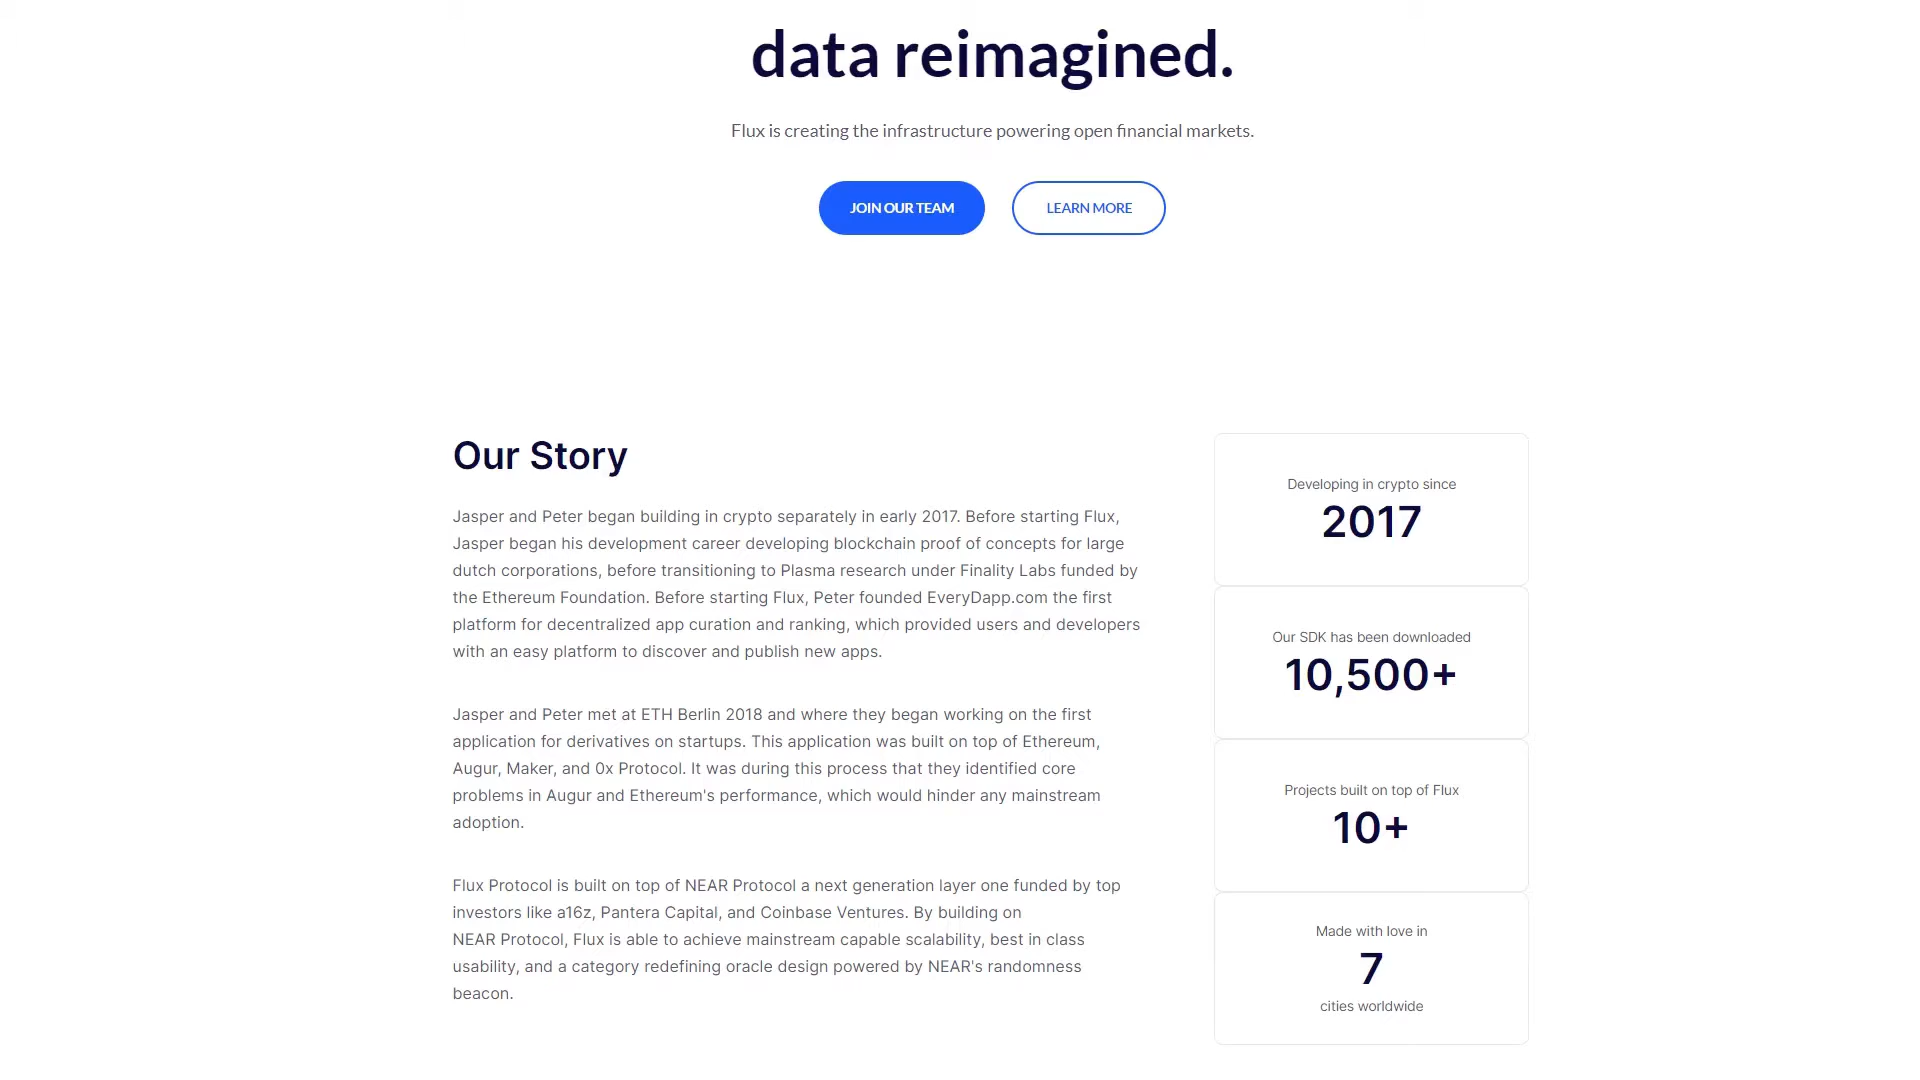 data reimagined.
Flux is creating the infrastructure powering open financial markets.
JOIN OUR TEAM
LEARN MORE
Our Story
Jasper and Peter began building in crypto separately in early 2017. Before starting Flux,
Jasper began his development career developing blockchain proof of concepts for large
dutch corporations, before transitioning to Plasma research under Finality Labs funded by
the Ethereum Foundation. Before starting Flux, Peter founded EveryDapp.com the first
platform for decentralized app curation and ranking, which provided users and developers
with an easy platform to discover and publish new apps.
Jasper and Peter met at ETH Berlin 2018 and where they began working on the first
application for derivatives on startups. This application was built on top of Ethereum,
Augur, Maker, and 0x Protocol. It was during this process that they identified core
problems in Augur and Ethereum's performance, which would hinder any mainstream
adoption.
Flux Protocol is built on top of NEAR Protocol a next generation layer one funded by top
investors like a16z, Pantera Capital, and Coinbase Ventures. By building on
NEAR Protocol, Flux is able to achieve mainstream capable scalability, best in class
usability, and a category redefining oracle design powered by NEAR's randomness
beacon.
Developing in crypto since
2017
Our SDK has been downloaded
10,500+
Projects built on top of Flux
10+
Made with love in
7
cities worldwide